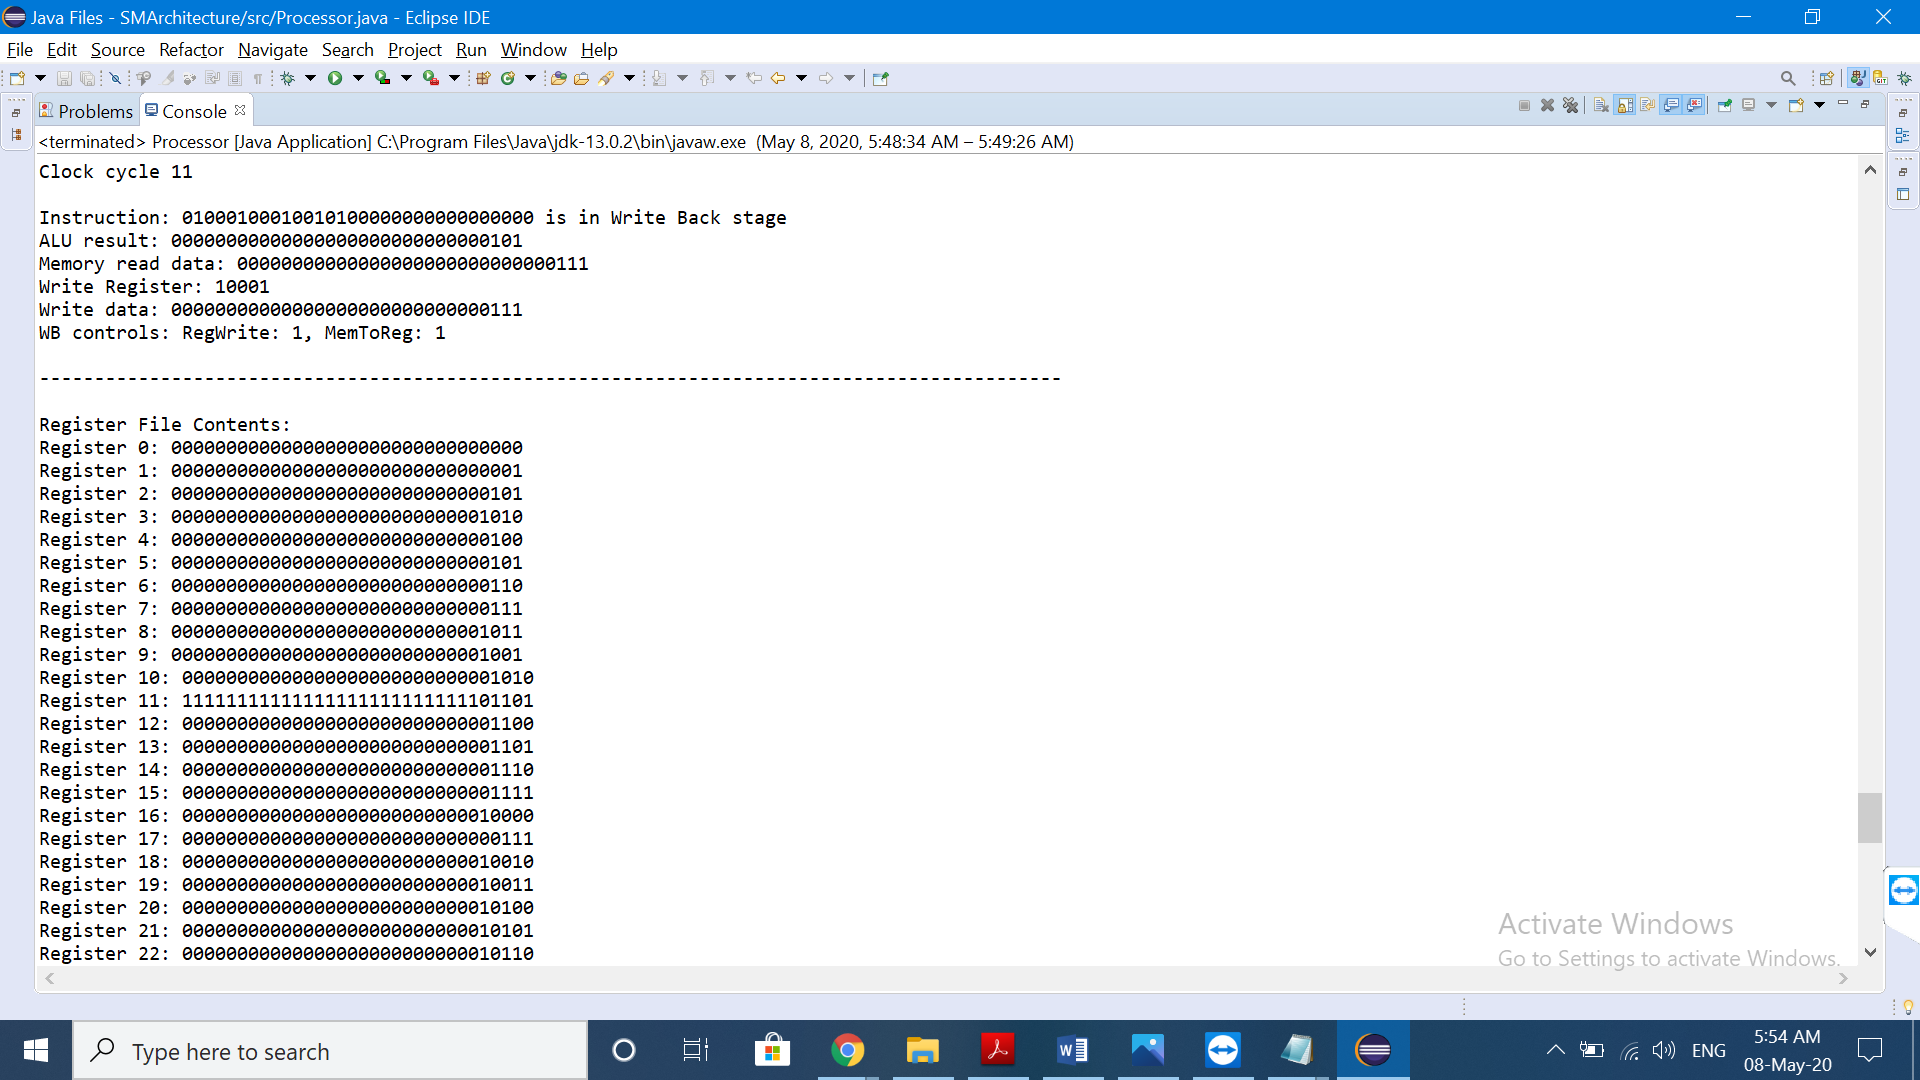 Java Files - SMArchitecture/src/Processor.java - Eclipse IDE
File Edit Source Refactor Navigate Search Project Run Window Help
Problems Console
<terminated> Processor [Java Application] C:\Program Files\Java\jdk-13.0.2\bin\javaw.exe (May 8, 2020, 5:48:34 AM – 5:49:26 AM)
Clock cycle 11
Instruction: 01000100010010100000000000000000 is in Write Back stage
ALU result: 00000000000000000000000000000101
Memory read data: 00000000000000000000000000000111
Write Register: 10001
Write data: 00000000000000000000000000000111
WB controls: RegWrite: 1, MemToReg: 1
---------------------------------------------------------------------------------------------
Register File Contents:
Register 0: 00000000000000000000000000000000
Register 1: 00000000000000000000000000000001
Register 2: 00000000000000000000000000000101
Register 3: 00000000000000000000000000001010
Register 4: 00000000000000000000000000000100
Register 5: 00000000000000000000000000000101
Register 6: 00000000000000000000000000000110
Register 7: 00000000000000000000000000000111
Register 8: 00000000000000000000000000001011
Register 9: 00000000000000000000000000001001
Register 10: 00000000000000000000000000001010
Register 11: 11111111111111111111111111101101
Register 12: 00000000000000000000000000001100
Register 13: 00000000000000000000000000001101
Register 14: 00000000000000000000000000001110
Register 15: 00000000000000000000000000001111
Register 16: 00000000000000000000000000010000
Register 17: 00000000000000000000000000000111
Register 18: 00000000000000000000000000010010
Register 19: 00000000000000000000000000010011
Register 20: 00000000000000000000000000010100
Register 21: 00000000000000000000000000010101
Register 22: 00000000000000000000000000010110
Activate Windows
Go to Settings to activate Windows.
Type here to search
ENG
5:54 AM
08-May-20